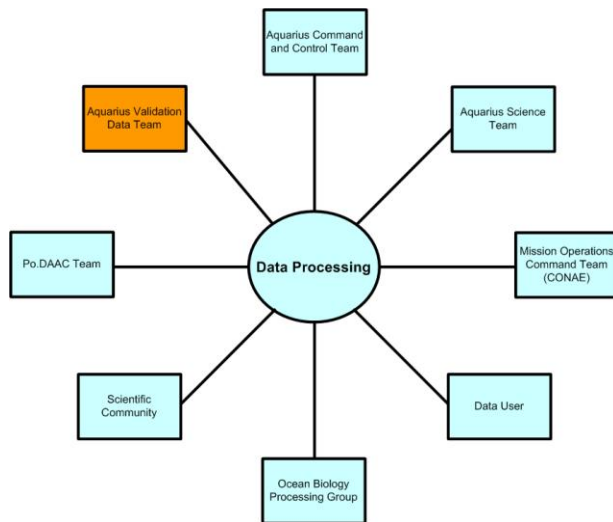 Aquarius Command
and Control Team
Aquarius Validation
Data Team
Aquarius Science
Team
Po.DAAC Team
Data Processing
Mission Operations
Command Team
(CONAE)
Scientific
Community
Data User
Ocean Biology
Processing Group